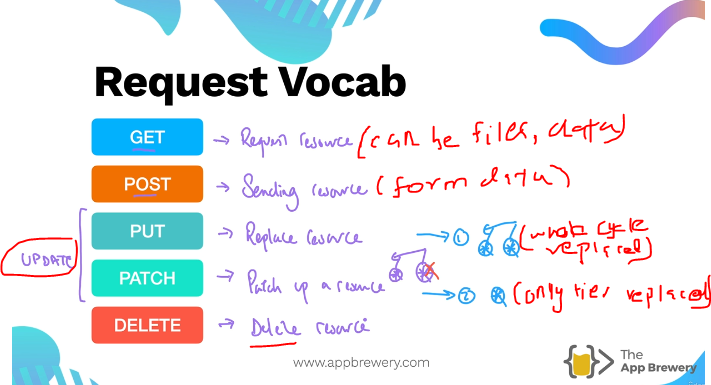 Request Vocab
GET → Request resource (can be files, data)
POST → Sending resource (form data)
PUT → Replace resource → ① (whole cycle replaced)
UPDATE
PATCH → Patch up a resource → ② (only tier replaced)
DELETE → Delete resource
www.appbrewery.com
The
App Brewery